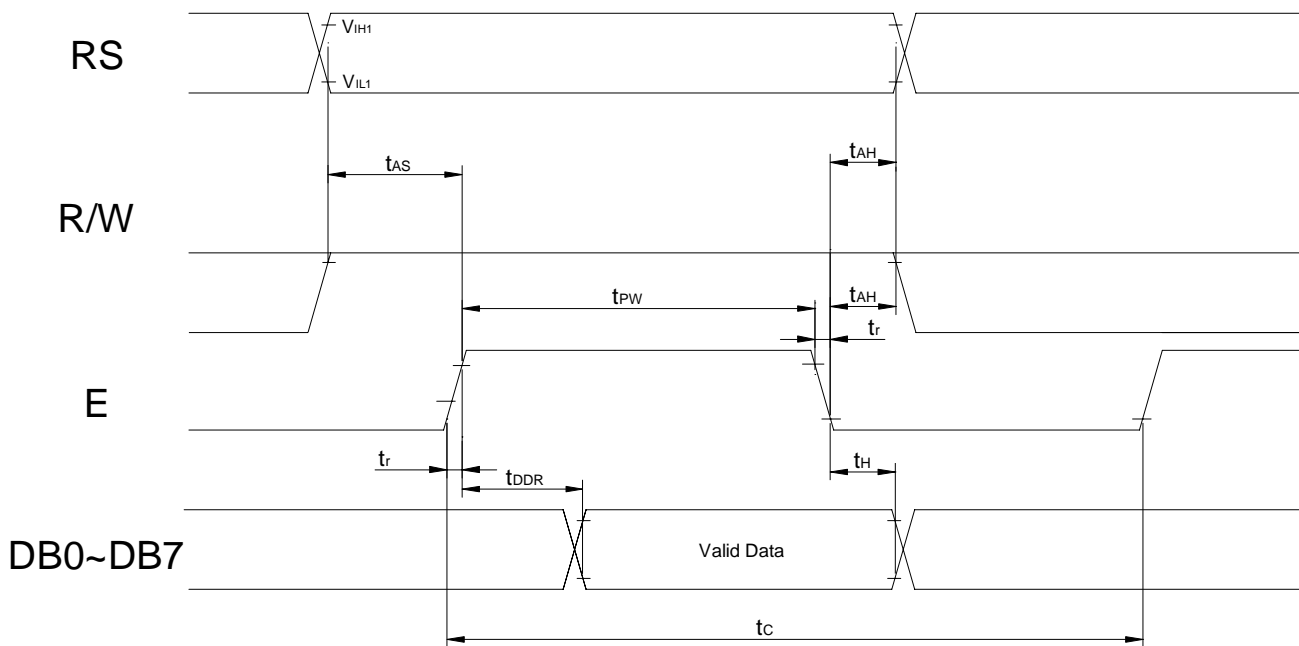 RS
VIH1
VIL1
tAS
tAH
R/W
tPW
tAH
tr
E
tr
tDDR
tH
DB0~DB7
Valid Data
tC